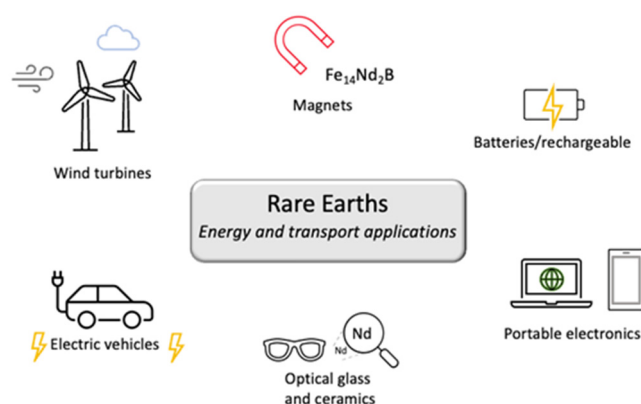 Fe₁₄Nd₂B
Magnets
Wind turbines
Batteries/rechargeable
Rare Earths
Energy and transport applications
Electric vehicles
Nd
Nd
Optical glass
and ceramics
Portable electronics